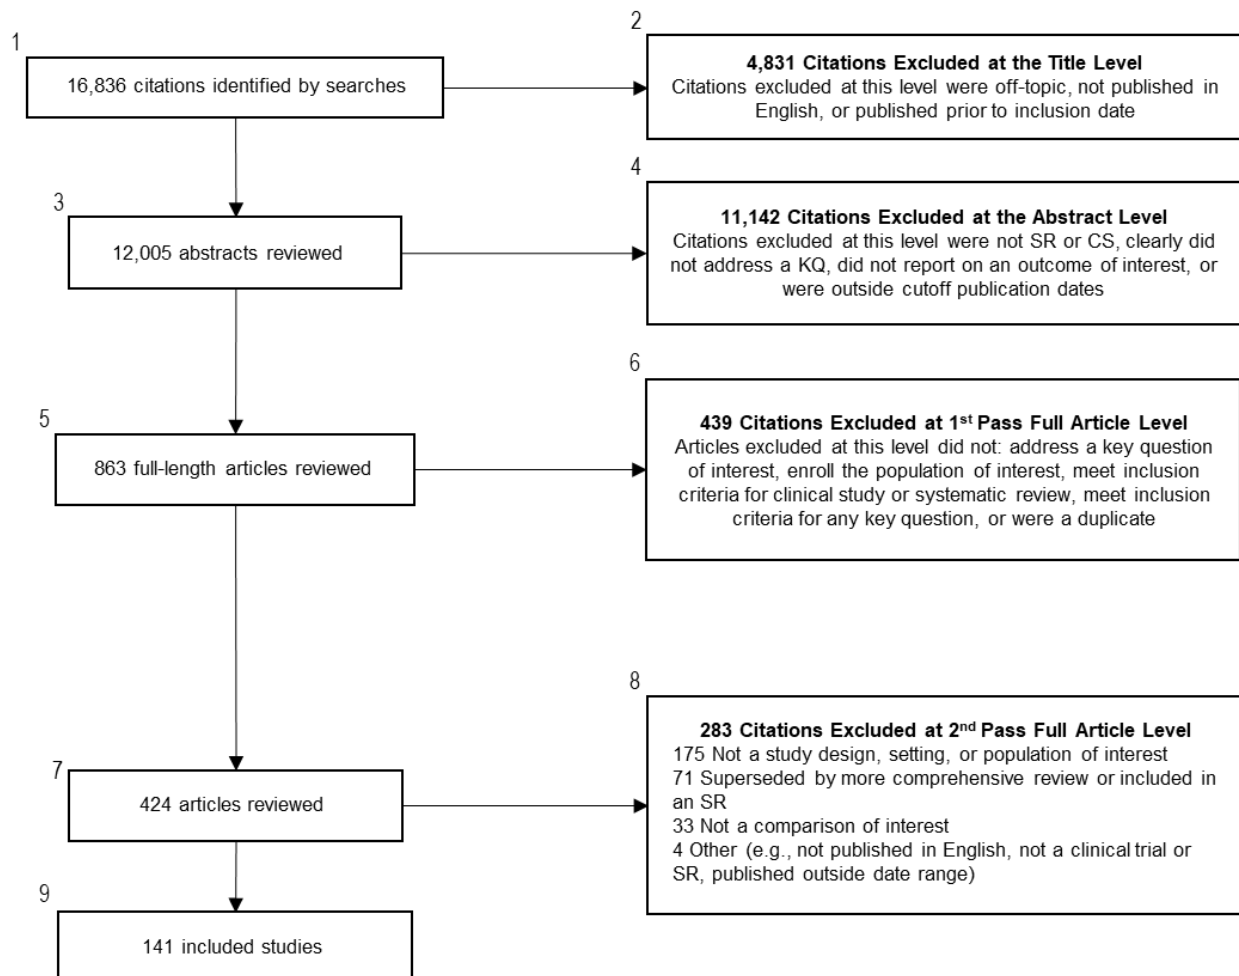 1
16,836 citations identified by searches
2
4,831 Citations Excluded at the Title Level
Citations excluded at this level were off-topic, not published in
English, or published prior to inclusion date
3
12,005 abstracts reviewed
4
11,142 Citations Excluded at the Abstract Level
Citations excluded at this level were not SR or CS, clearly did
not address a KQ, did not report on an outcome of interest, or
were outside cutoff publication dates
5
863 full-length articles reviewed
6
439 Citations Excluded at 1st Pass Full Article Level
Articles excluded at this level did not: address a key question
of interest, enroll the population of interest, meet inclusion
criteria for clinical study or systematic review, meet inclusion
criteria for any key question, or were a duplicate
7
424 articles reviewed
8
283 Citations Excluded at 2nd Pass Full Article Level
175 Not a study design, setting, or population of interest
71 Superseded by more comprehensive review or included in
an SR
33 Not a comparison of interest
4 Other (e.g., not published in English, not a clinical trial or
SR, published outside date range)
9
141 included studies